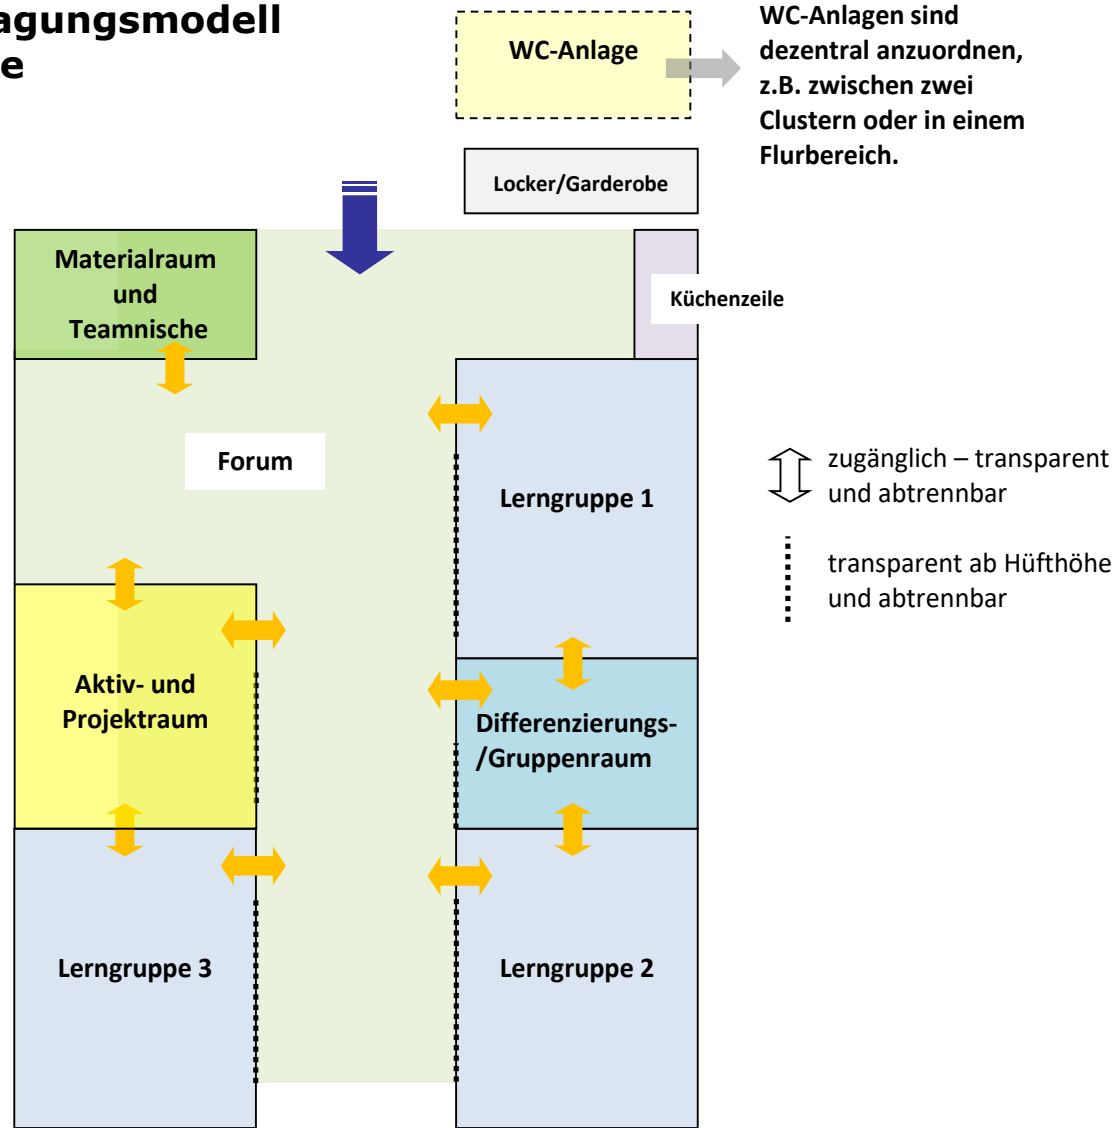 agungsmodell
e
WC-Anlage
WC-Anlagen sind
dezentral anzuordnen,
z.B. zwischen zwei
Clustern oder in einem
Flurbereich.
Locker/Garderobe
Materialraum
und
Teamnische
Küchenzeile
Forum
Lerngruppe 1
zugänglich – transparent
und abtrennbar
transparent ab Hüfthöhe
und abtrennbar
Aktiv- und
Projektraum
Differenzierungs-
/Gruppenraum
Lerngruppe 3
Lerngruppe 2